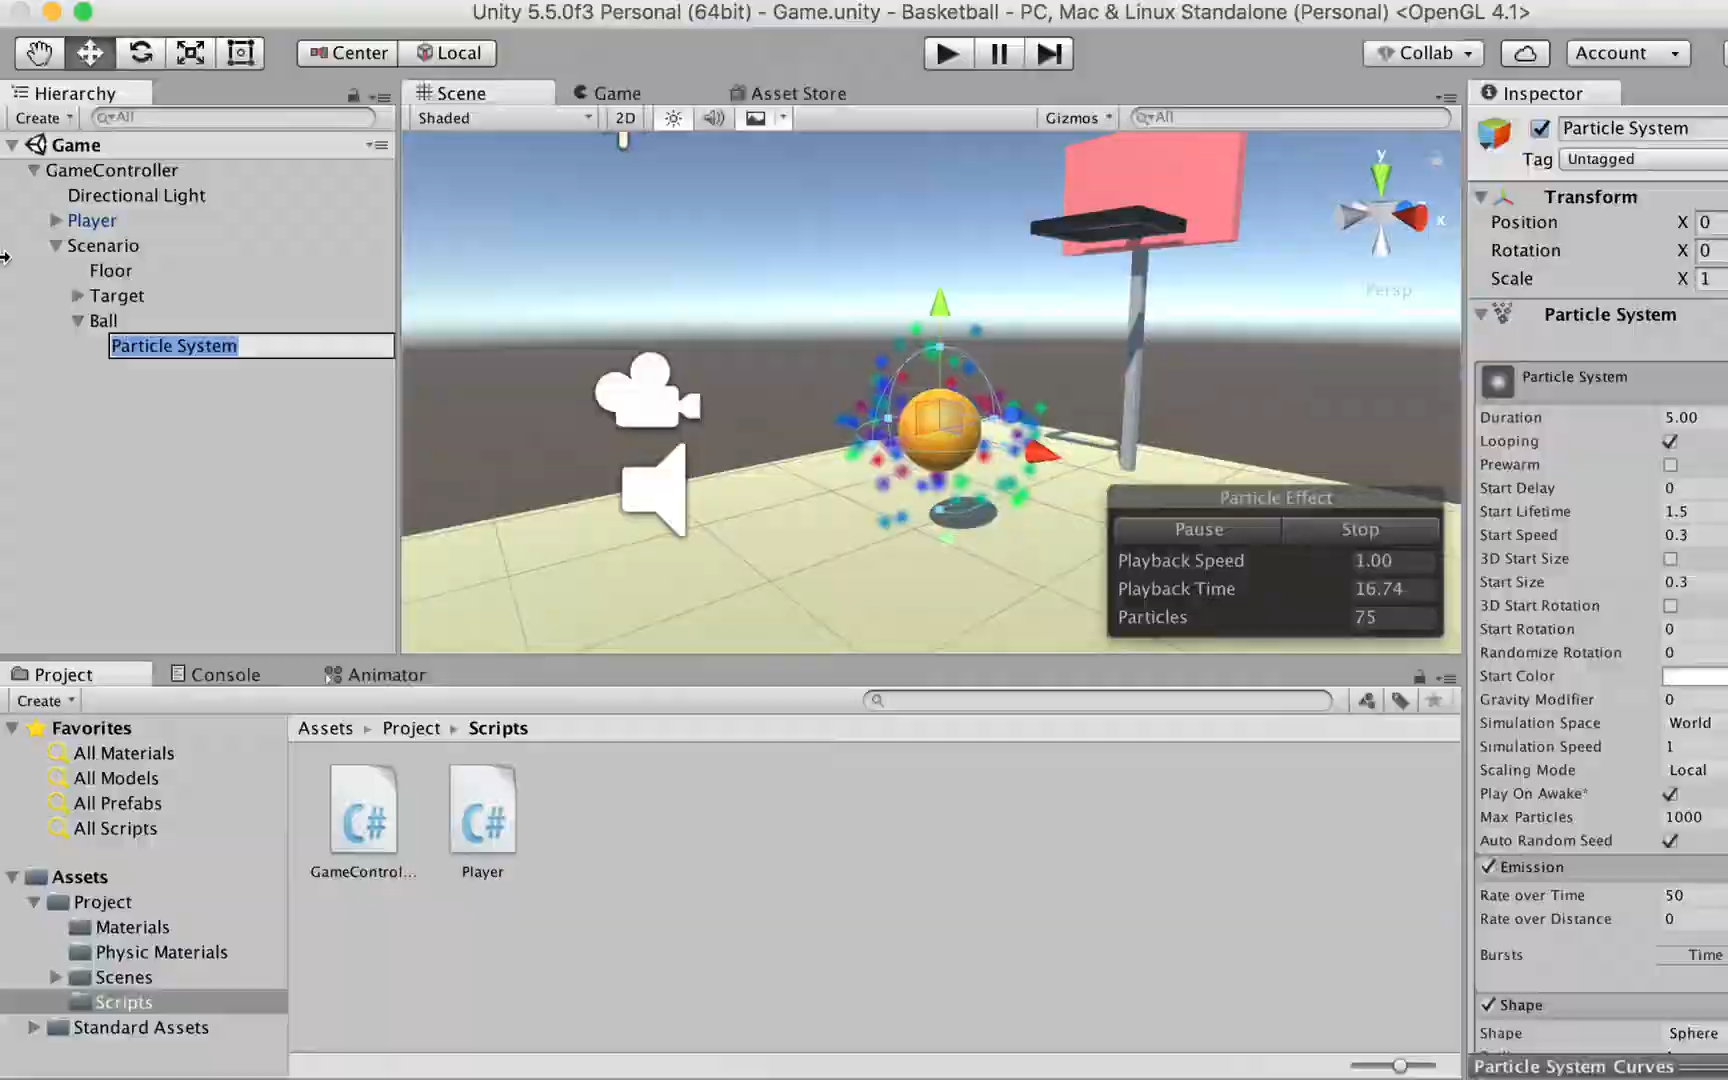 Unity 5.5.0f3 Personal (64bit) - Game.unity - Basketball - PC, Mac & Linux Standalone (Personal) <OpenGL 4.1>
Center Local Collab Account
Hierarchy
Create All
Game
GameController
Directional Light
Player
Scenario
Floor
Target
Ball
Particle System
Scene Game Asset Store
Shaded 2D Gizmos All
y
x
Persp
Particle Effect
Pause Stop
Playback Speed 1.00
Playback Time 16.74
Particles 75
Inspector
Particle System
Tag Untagged
Transform
Position X 0
Rotation X 0
Scale X 1
Particle System
Particle System
Duration 5.00
Looping
Prewarm
Start Delay 0
Start Lifetime 1.5
Start Speed 0.3
3D Start Size
Start Size 0.3
3D Start Rotation
Start Rotation 0
Randomize Rotation 0
Start Color
Gravity Modifier 0
Simulation Space World
Simulation Speed 1
Scaling Mode Local
Play On Awake*
Max Particles 1000
Auto Random Seed
Emission
Rate over Time 50
Rate over Distance 0
Bursts Time
Shape
Shape Sphere
Particle System Curves
Project Console Animator
Create
Favorites
All Materials
All Models
All Prefabs
All Scripts
Assets
Project
Materials
Physic Materials
Scenes
Scripts
Standard Assets
Assets Project Scripts
C# C#
GameControl... Player